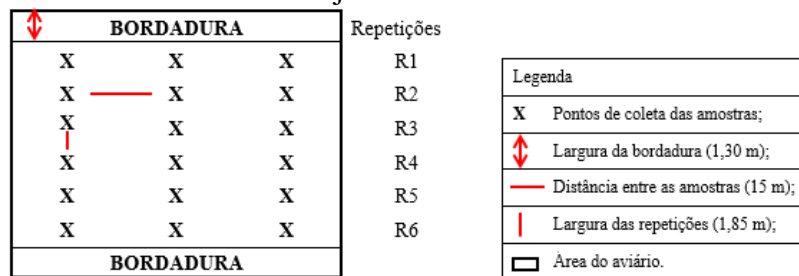 BORDADURA Repetições
X X X R1
X X X R2
X X X R3
X X X R4
X X X R5
X X X R6
BORDADURA
Legenda
X Pontos de coleta das amostras;
Largura da bordadura (1,30 m);
Distância entre as amostras (15 m);
Largura das repetições (1,85 m);
Área do aviário.